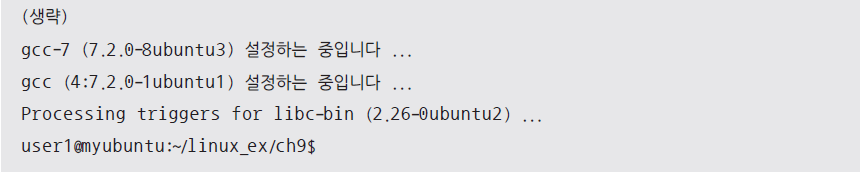 (생략)
gcc-7 (7.2.0-8ubuntu3) 설정하는 중입니다 ...
gcc (4:7.2.0-1ubuntu1) 설정하는 중입니다 ...
Processing triggers for libc-bin (2.26-0ubuntu2) ...
user1@myubuntu:~/linux_ex/ch9$